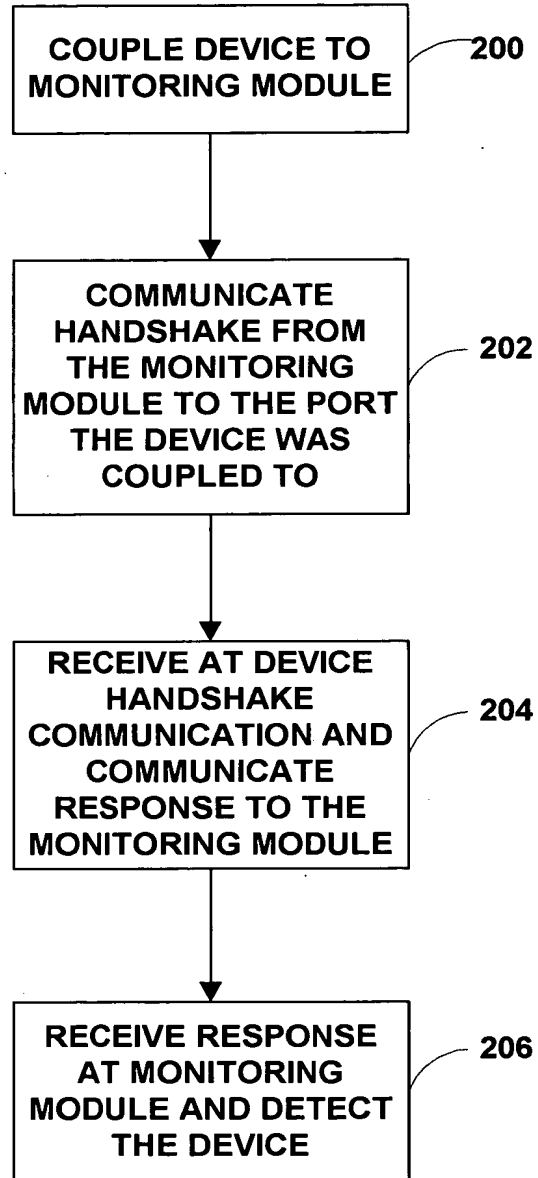 COUPLE DEVICE TO
MONITORING MODULE
200
COMMUNICATE
HANDSHAKE FROM
THE MONITORING
MODULE TO THE PORT
THE DEVICE WAS
COUPLED TO
202
RECEIVE AT DEVICE
HANDSHAKE
COMMUNICATION AND
COMMUNICATE
RESPONSE TO THE
MONITORING MODULE
204
RECEIVE RESPONSE
AT MONITORING
MODULE AND DETECT
THE DEVICE
206